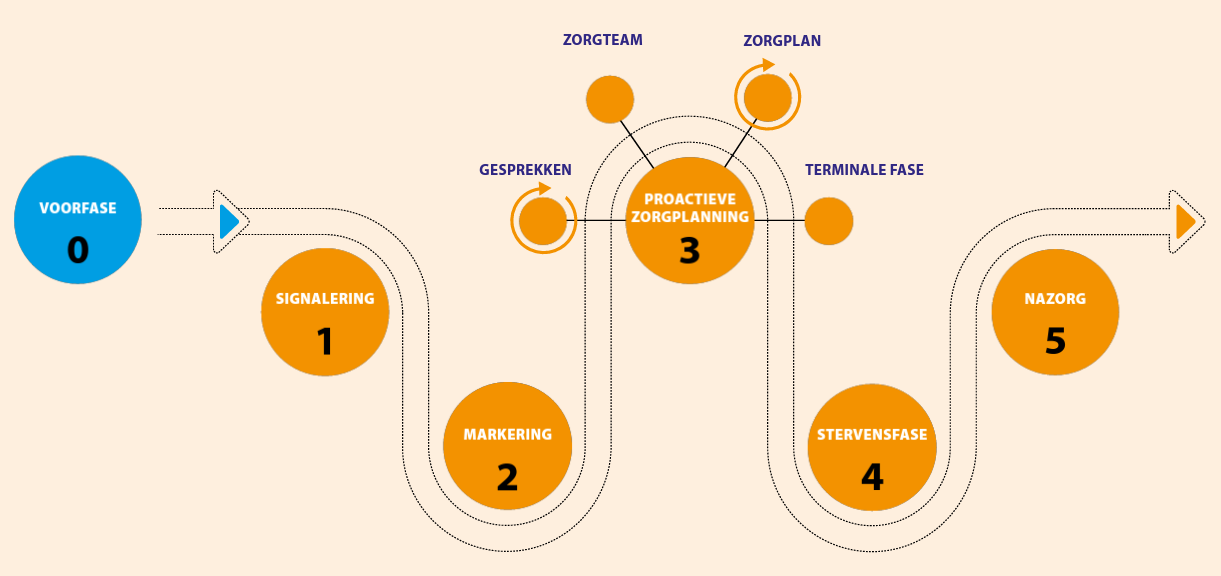 VOORFASE
0
SIGNALERING
1
MARKERING
2
GESPREKKEN
ZORGTEAM
ZORGPLAN
TERMINALE FASE
PROACTIEVE
ZORGPLANNING
3
STERVENSFASE
4
NAZORG
5